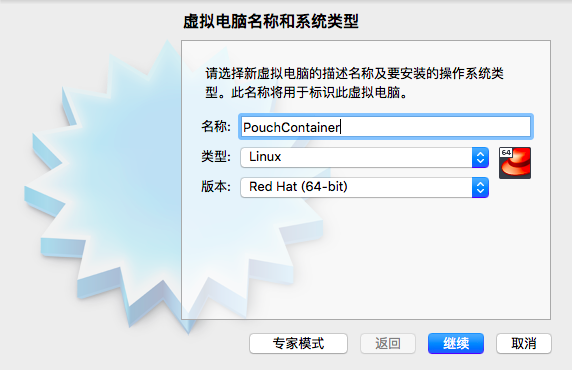 虚拟电脑名称和系统类型
请选择新虚拟电脑的描述名称及要安装的操作系统类
型。此名称将用于标识此虚拟电脑。
名称: PouchContainer
类型: Linux
64
版本: Red Hat (64-bit)
专家模式 返回 继续 取消